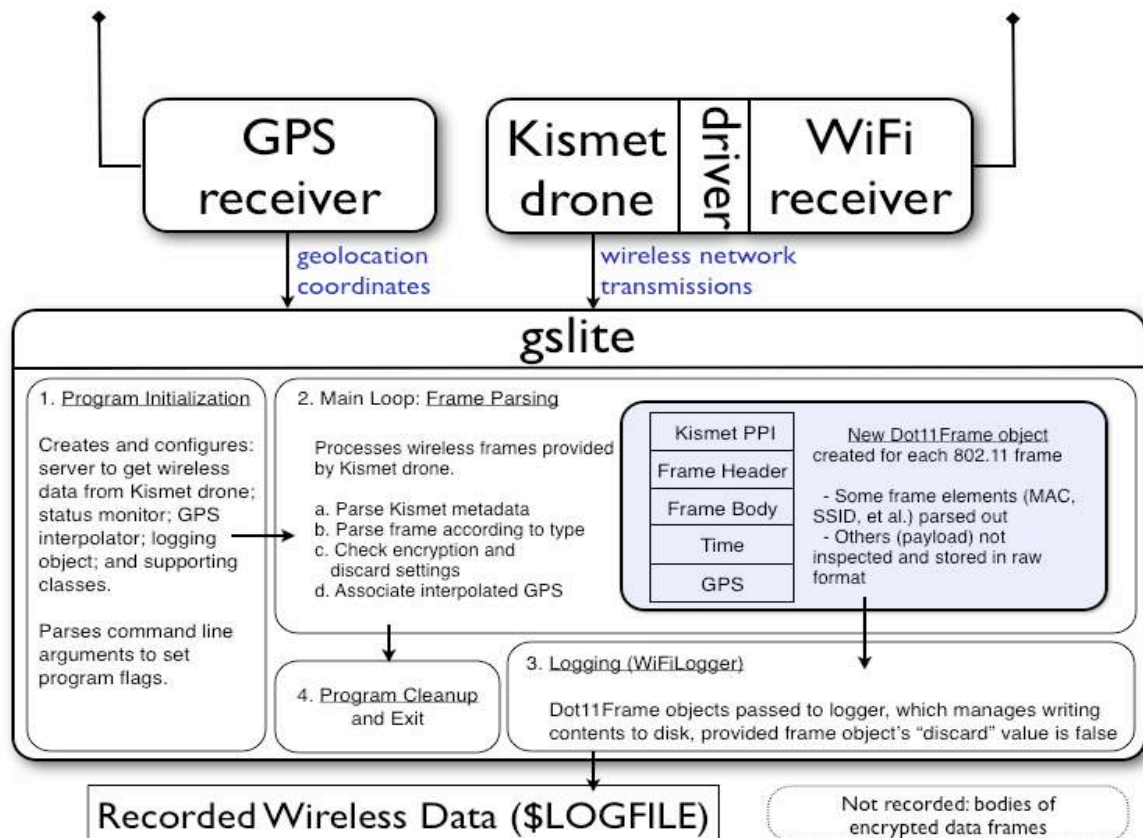 GPS
receiver
Kismet
drone
driver
WiFi
receiver
geolocation
coordinates
wireless network
transmissions
gslite
1. Program Initialization
Creates and configures:
server to get wireless
data from Kismet drone;
status monitor; GPS
interpolator; logging
object; and supporting
classes.
Parses command line
arguments to set
program flags.
2. Main Loop: Frame Parsing
Processes wireless frames provided
by Kismet drone.
a. Parse Kismet metadata
b. Parse frame according to type
c. Check encryption and
discard settings
d. Associate interpolated GPS
Kismet PPI
Frame Header
Frame Body
Time
GPS
New Dot11Frame object
created for each 802.11 frame
- Some frame elements (MAC,
SSID, et al.) parsed out
- Others (payload) not
inspected and stored in raw
format
3. Logging (WiFiLogger)
Dot11Frame objects passed to logger, which manages writing
contents to disk, provided frame object's “discard” value is false
4. Program Cleanup
and Exit
Recorded Wireless Data ($LOGFILE)
Not recorded: bodies of
encrypted data frames